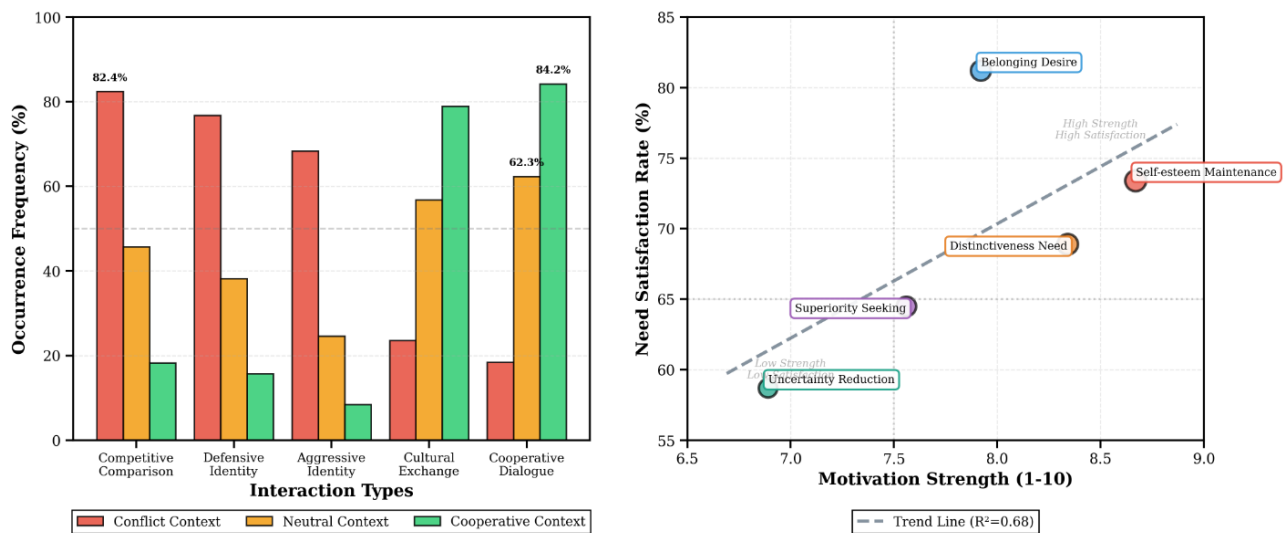 100
80
60
40
20
0
Occurrence Frequency (%)
82.4%
84.2%
62.3%
Competitive
Comparison
Defensive
Identity
Aggressive
Identity
Cultural
Exchange
Cooperative
Dialogue
Interaction Types
Conflict Context
Neutral Context
Cooperative Context
85
80
75
70
65
60
55
Need Satisfaction Rate (%)
Belonging Desire
High Strength
High Satisfaction
Self-esteem Maintenance
Distinctiveness Need
Superiority Seeking
Low Strength
Low Satisfaction
Uncertainty Reduction
6.5
7.0
7.5
8.0
8.5
9.0
Motivation Strength (1-10)
Trend Line (R²=0.68)